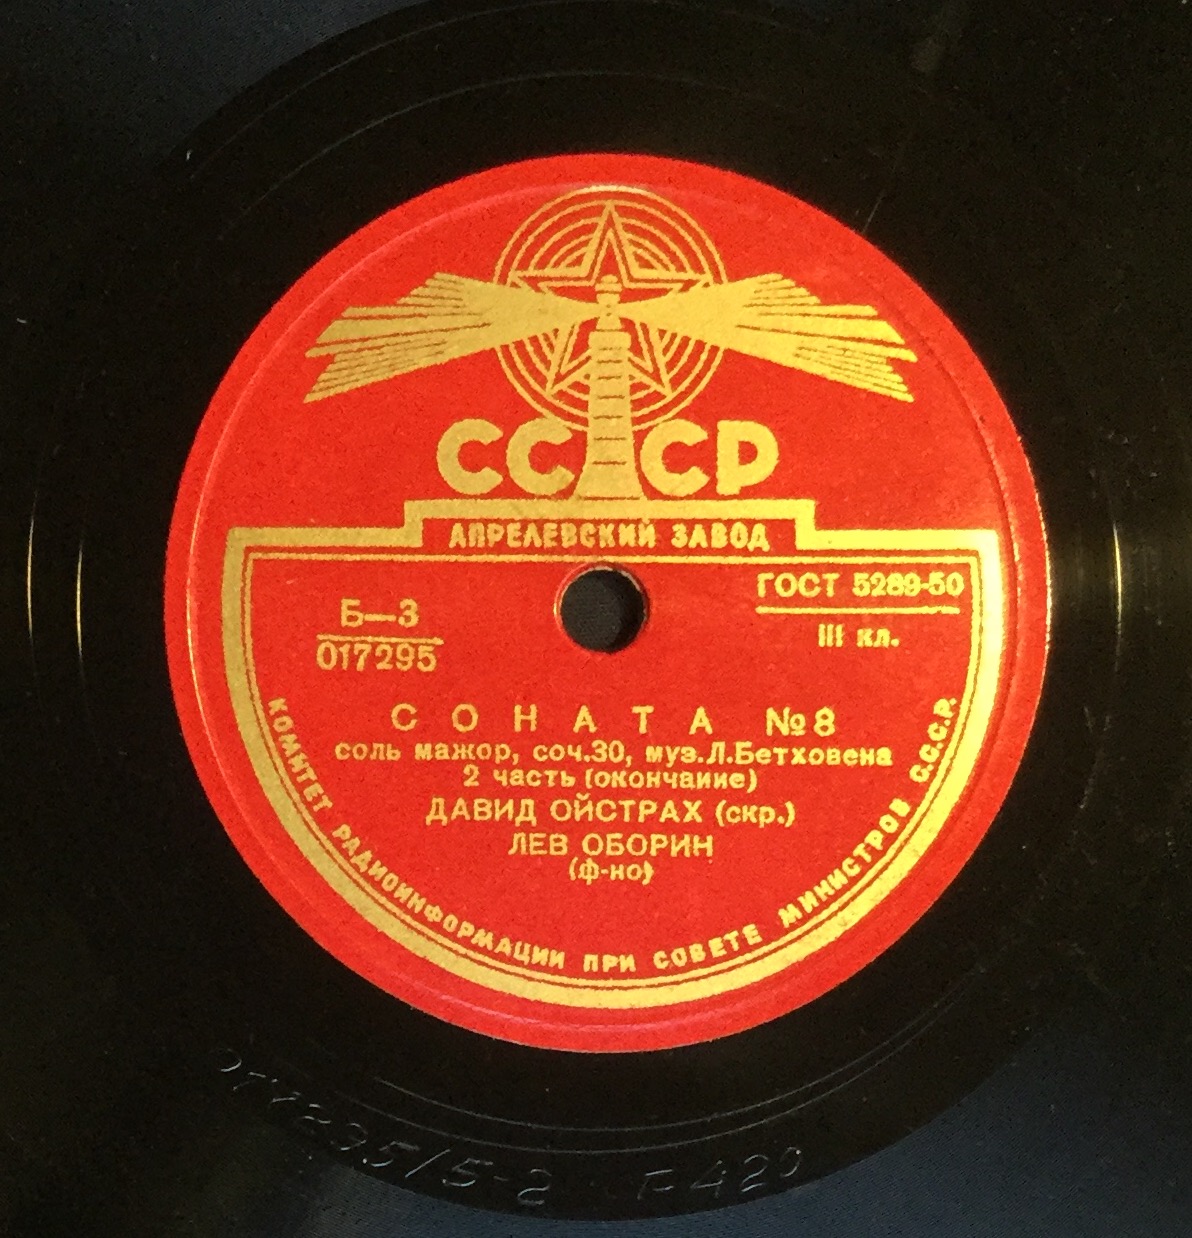 СССР
АПРЕЛЕВСКИЙ ЗАВОД
Б—3
017295
ГОСТ 5289-50
III кл.
СОНАТА №8
соль мажор, соч.30, муз.Л.Бетховена
2 часть (окончание)
ДАВИД ОЙСТРАХ (скр.)
ЛЕВ ОБОРИН
(ф-но)
КОМИТЕТ РАДИОИНФОРМАЦИИ ПРИ СОВЕТЕ МИНИСТРОВ С.С.С.Р.